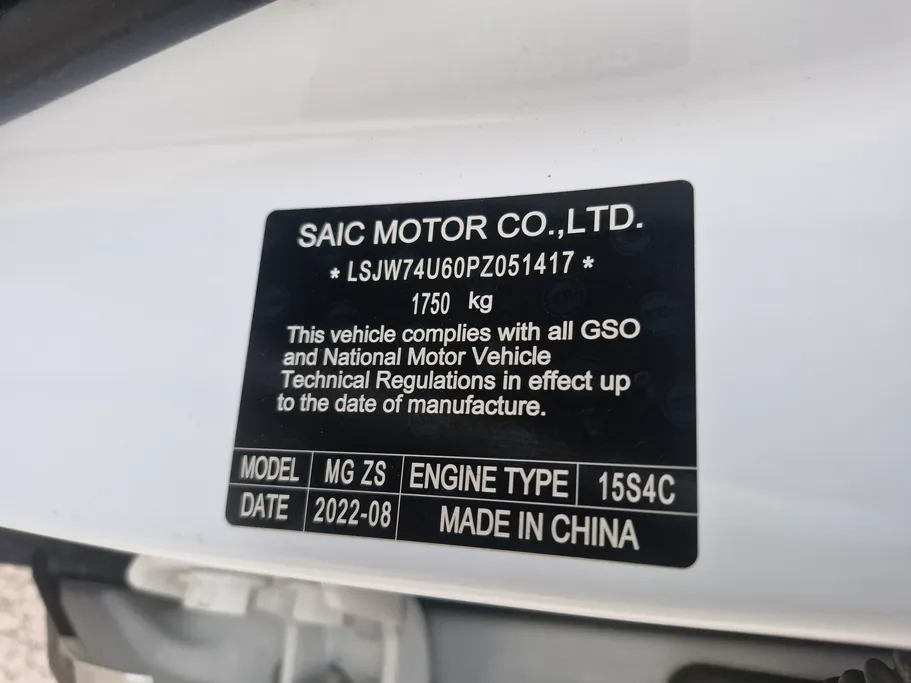 SAIC MOTOR CO.,LTD.
* LSJW74U60PZ051417 *
1750 kg
This vehicle complies with all GSO
and National Motor Vehicle
Technical Regulations in effect up
to the date of manufacture.
MODEL MG ZS ENGINE TYPE 15S4C
DATE 2022-08 MADE IN CHINA